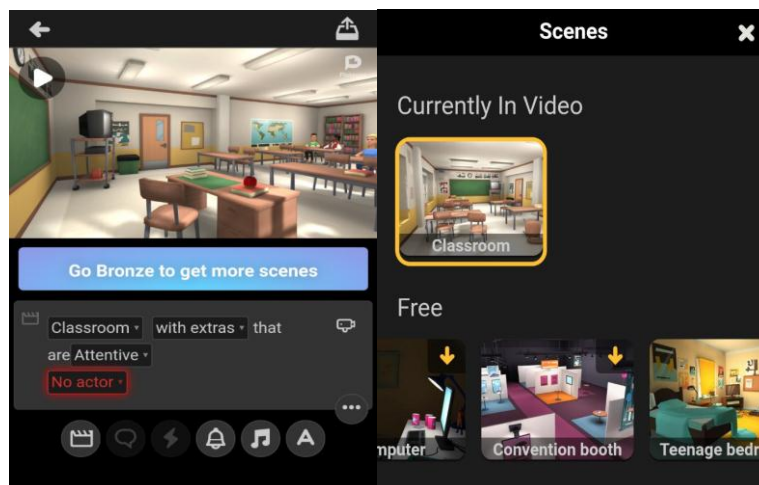 Go Bronze to get more scenes
Classroom with extras that
are Attentive
No actor
A
Scenes
Currently In Video
Classroom
Free
mputer
Convention booth
Teenage bedr